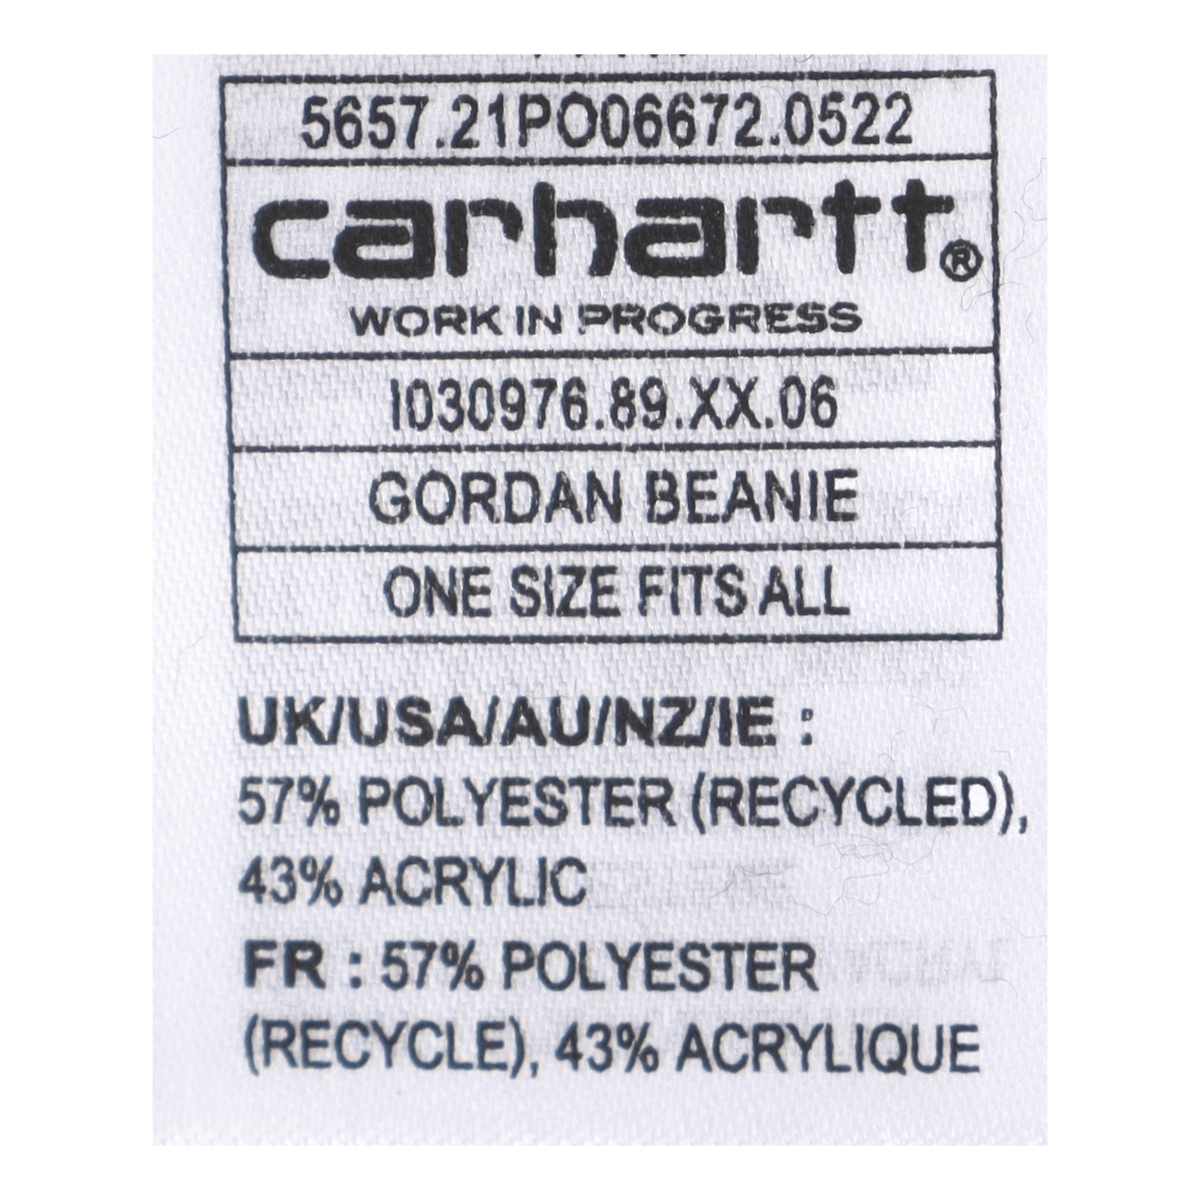 5657.21PO06672.0522
carhartt®
WORK IN PROGRESS
I030976.89.XX.06
GORDAN BEANIE
ONE SIZE FITS ALL
UK/USA/AU/NZ/IE :
57% POLYESTER (RECYCLED),
43% ACRYLIC
FR : 57% POLYESTER
(RECYCLE), 43% ACRYLIQUE